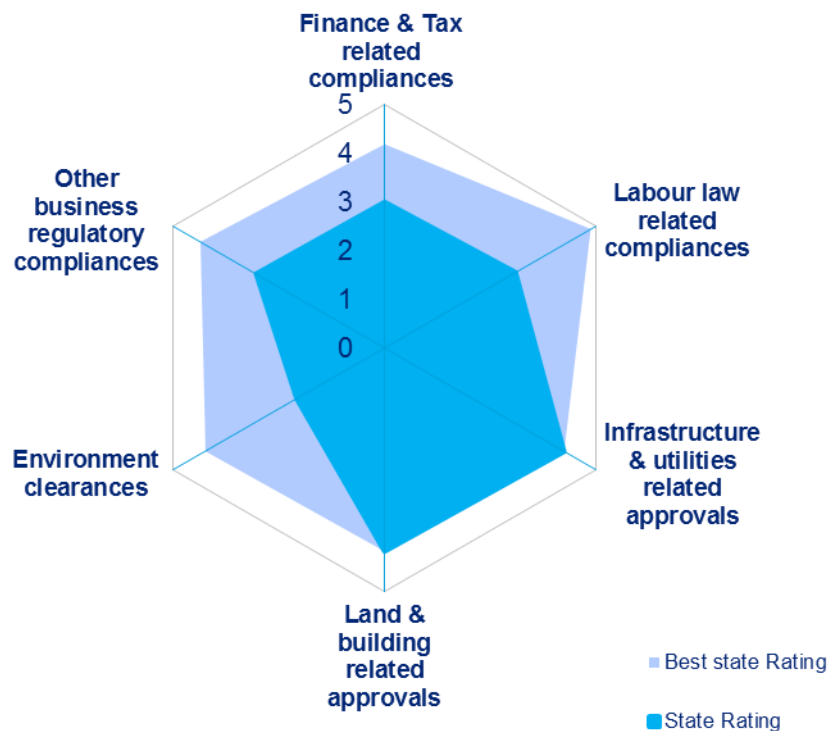 Finance & Tax
related
compliances
5
4
3
2
1
0
Labour law
related
compliances
Infrastructure
& utilities
related
approvals
Land &
building
related
approvals
Environment
clearances
Other
business
regulatory
compliances
Best state Rating
State Rating